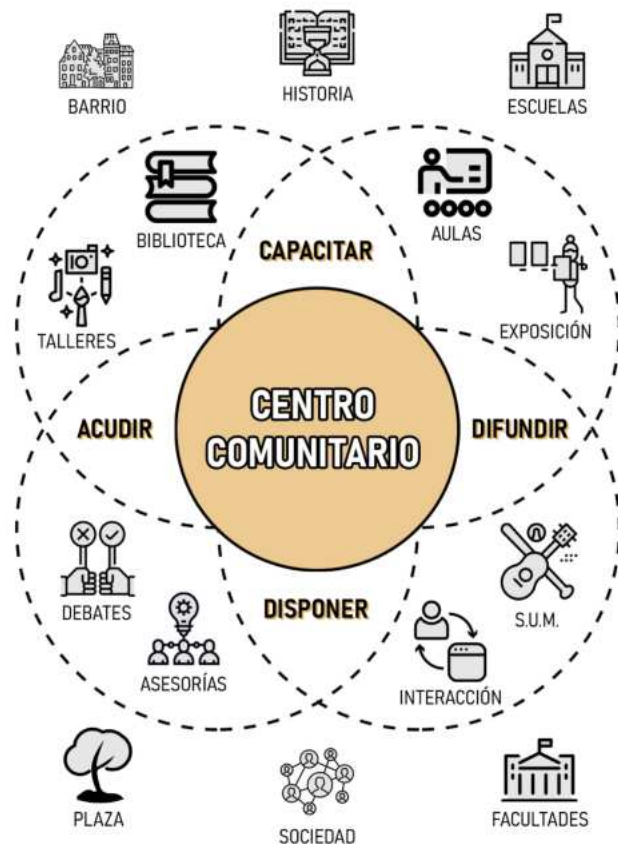 BARRIO
HISTORIA
ESCUELAS
BIBLIOTECA
CAPACITAR
AULAS
TALLERES
EXPOSICIÓN
ACUDIR
CENTRO
COMUNITARIO
DIFUNDIR
DEBATES
ASESORÍAS
DISPONER
INTERACCIÓN
S.U.M.
PLAZA
SOCIEDAD
FACULTADES